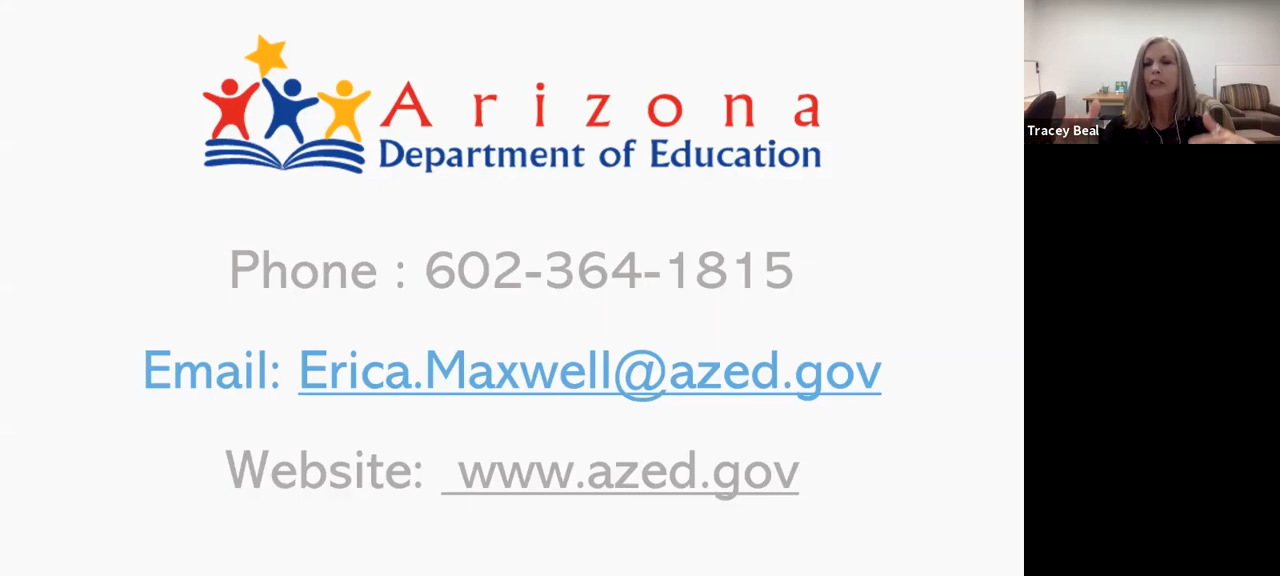 Arizona
Department of Education
Phone : 602-364-1815
Email: Erica.Maxwell@azed.gov
Website: www.azed.gov
Tracey Beal